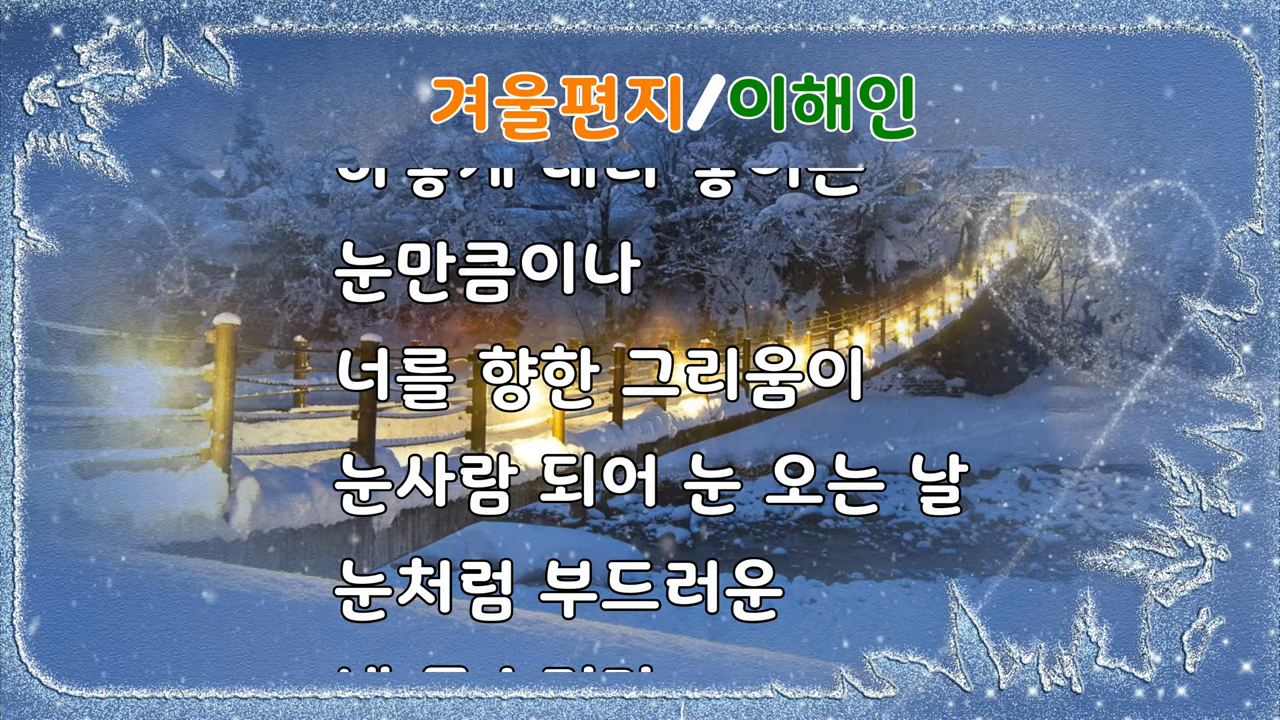 겨울편지/이해인
눈만큼이나
너를 향한 그리움이
눈사람 되어 눈 오는 날
눈처럼 부드러운